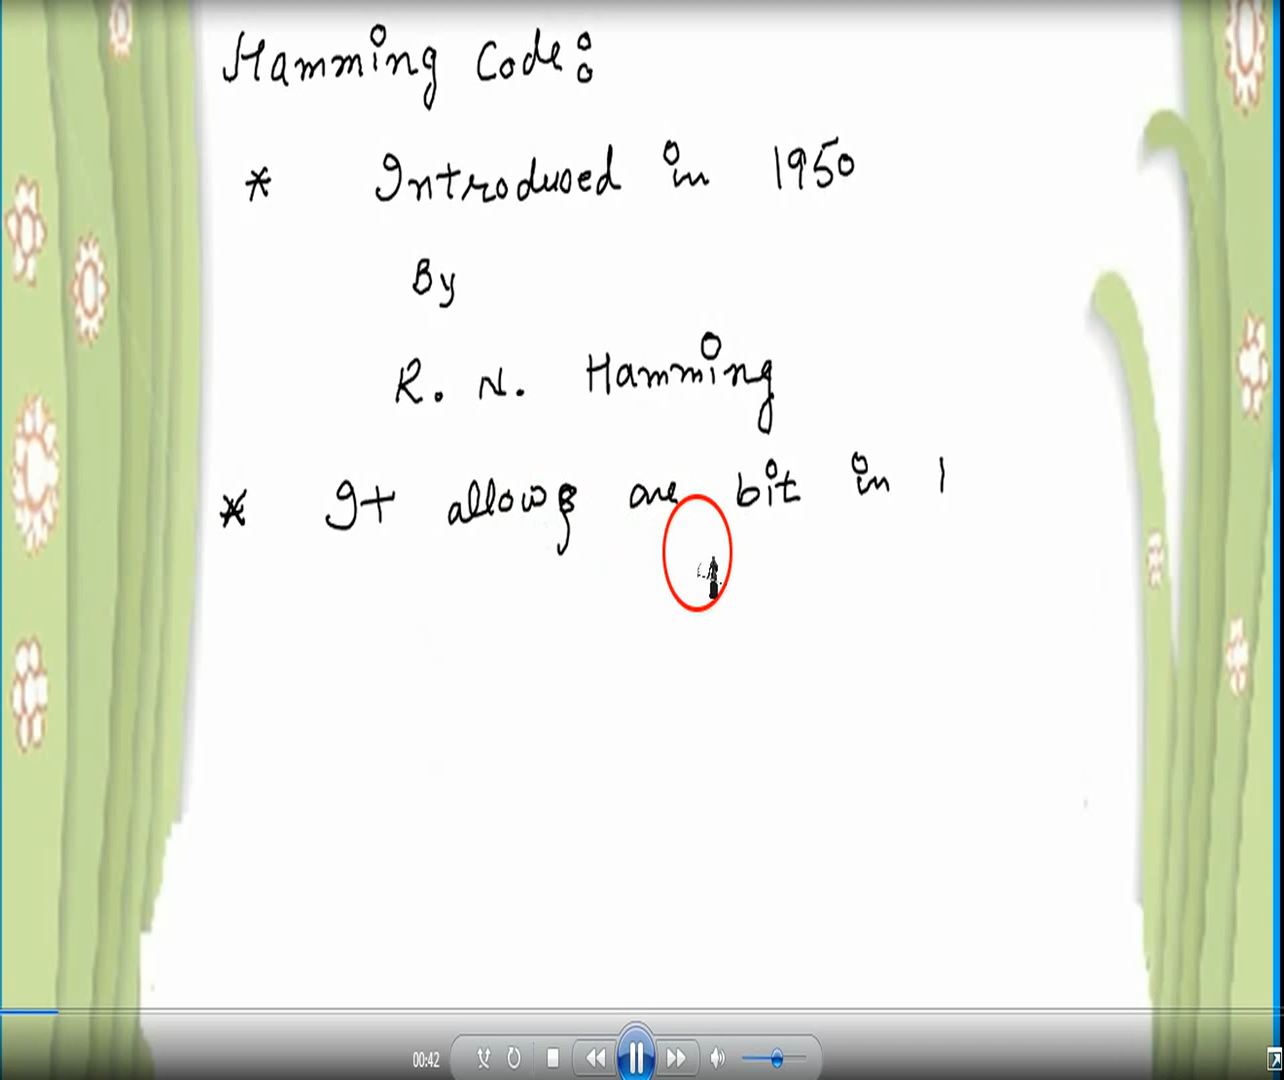 Hamming Code:
* Introduced in 1950
By
R. N. Hamming
* It allows one bit in 1
00:42